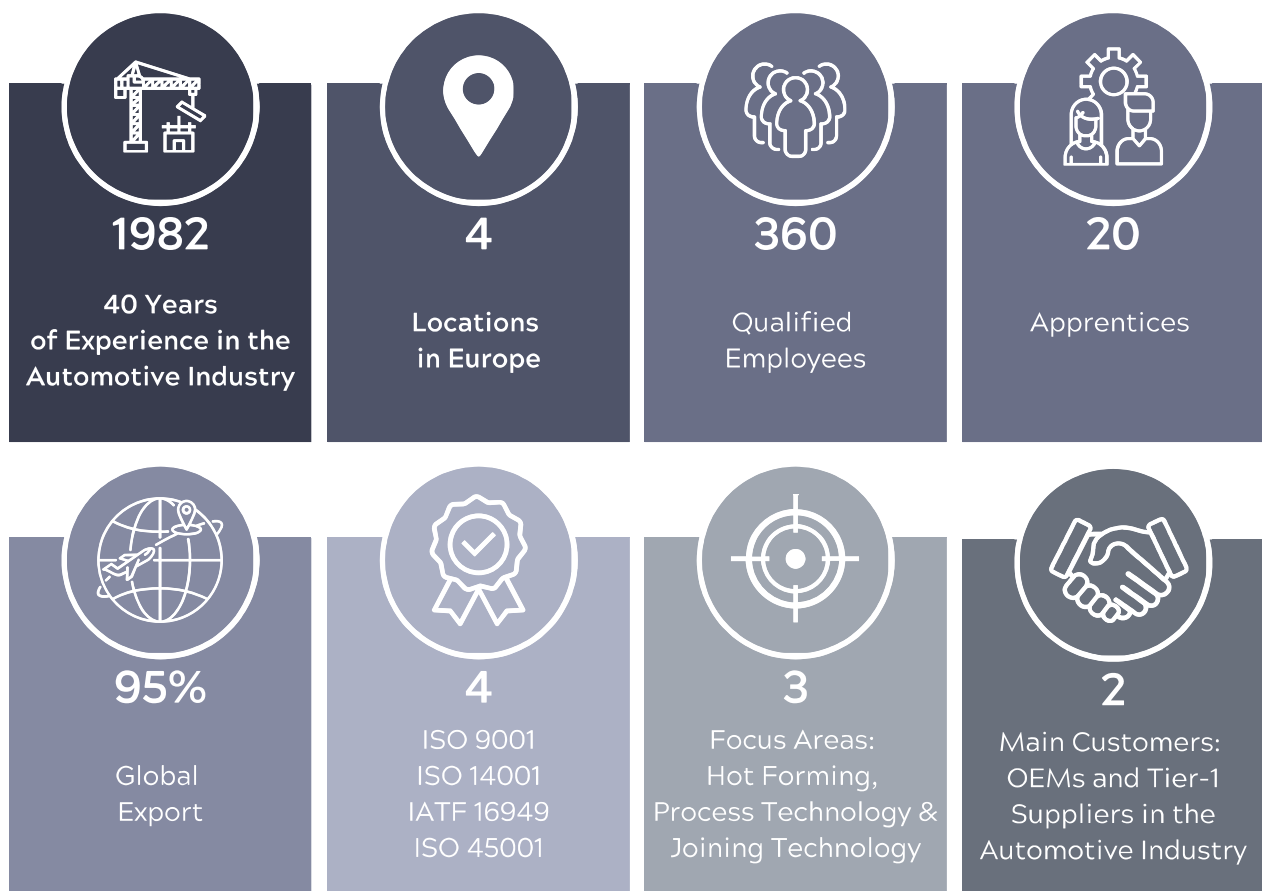 1982
40 Years
of Experience in the
Automotive Industry
4
Locations
in Europe
360
Qualified
Employees
20
Apprentices
95%
Global
Export
4
ISO 9001
ISO 14001
IATF 16949
ISO 45001
3
Focus Areas:
Hot Forming,
Process Technology &
Joining Technology
2
Main Customers:
OEMs and Tier-1
Suppliers in the
Automotive Industry